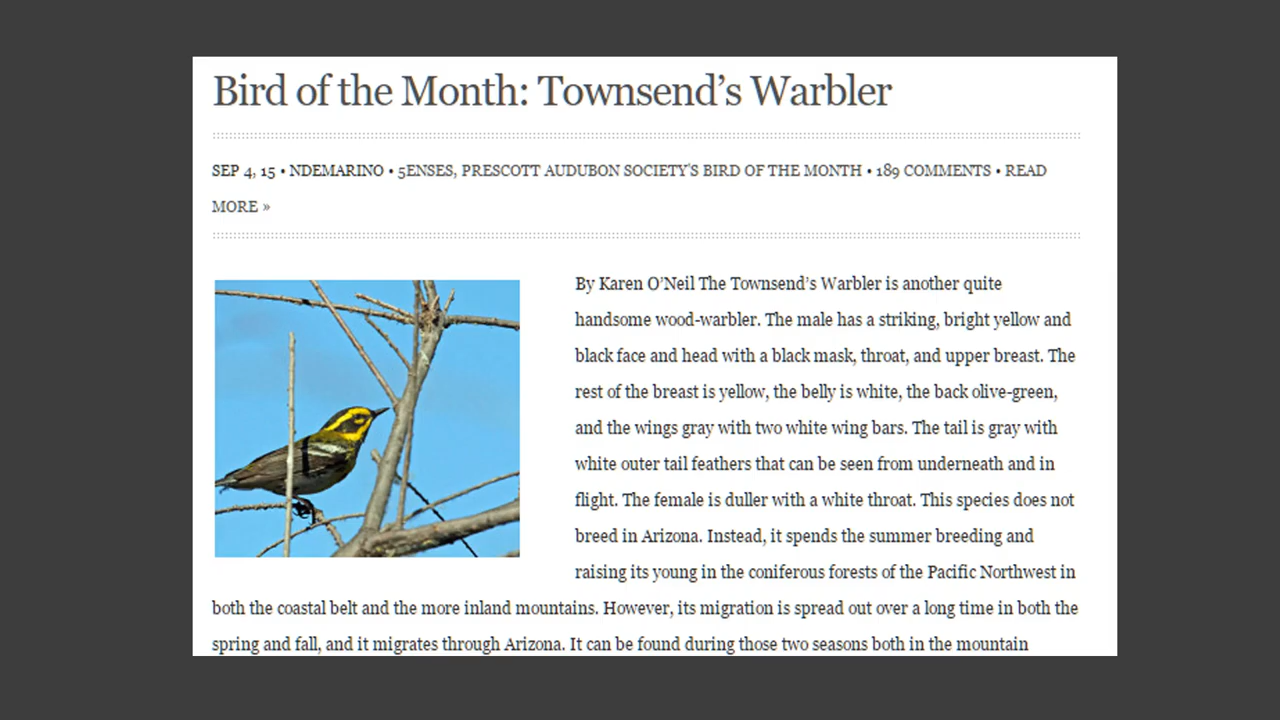 Bird of the Month: Townsend’s Warbler
SEP 4, 15 • NDEMARINO • 5ENSES, PRESCOTT AUDUBON SOCIETY'S BIRD OF THE MONTH • 189 COMMENTS • READ
MORE »
By Karen O’Neil The Townsend’s Warbler is another quite
handsome wood-warbler. The male has a striking, bright yellow and
black face and head with a black mask, throat, and upper breast. The
rest of the breast is yellow, the belly is white, the back olive-green,
and the wings gray with two white wing bars. The tail is gray with
white outer tail feathers that can be seen from underneath and in
flight. The female is duller with a white throat. This species does not
breed in Arizona. Instead, it spends the summer breeding and
raising its young in the coniferous forests of the Pacific Northwest in
both the coastal belt and the more inland mountains. However, its migration is spread out over a long time in both the
spring and fall, and it migrates through Arizona. It can be found during those two seasons both in the mountain